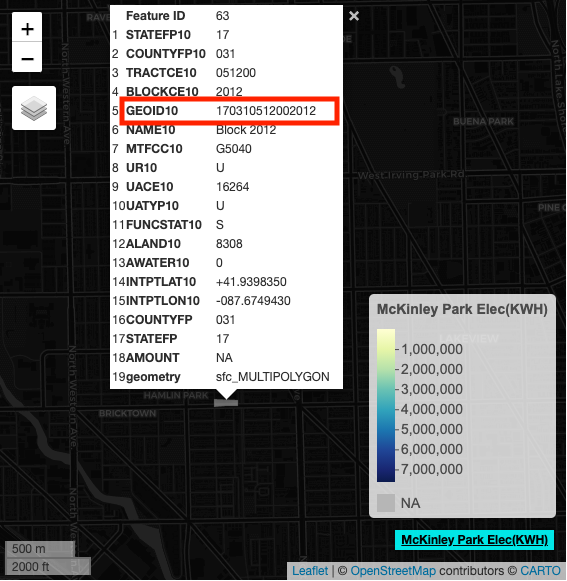 +
−
Feature ID 63
×
1 STATEFP10 17
2 COUNTYFP10 031
3 TRACTCE10 051200
4 BLOCKCE10 2012
5 GEOID10 170310512002012
6 NAME10 Block 2012
7 MTFCC10 G5040
8 UR10 U
9 UACE10 16264
10 UATYP10 U
11 FUNCSTAT10 S
12 ALAND10 8308
13 AWATER10 0
14 INTPTLAT10 +41.9398350
15 INTPTLON10 -087.6749430
16 COUNTYFP 031
17 STATEFP 17
18 AMOUNT NA
19 geometry sfc_MULTIPOLYGON
North Western Ave
BUENA PARK
West Irving Park Rd
HAMLIN PARK
BRICKTOWN
North Western Ave
LAKEVIEW
McKinley Park Elec(KWH)
1,000,000
2,000,000
3,000,000
4,000,000
5,000,000
6,000,000
7,000,000
NA
McKinley Park Elec(KWH)
500 m
2000 ft
Leaflet | © OpenStreetMap contributors © CARTO